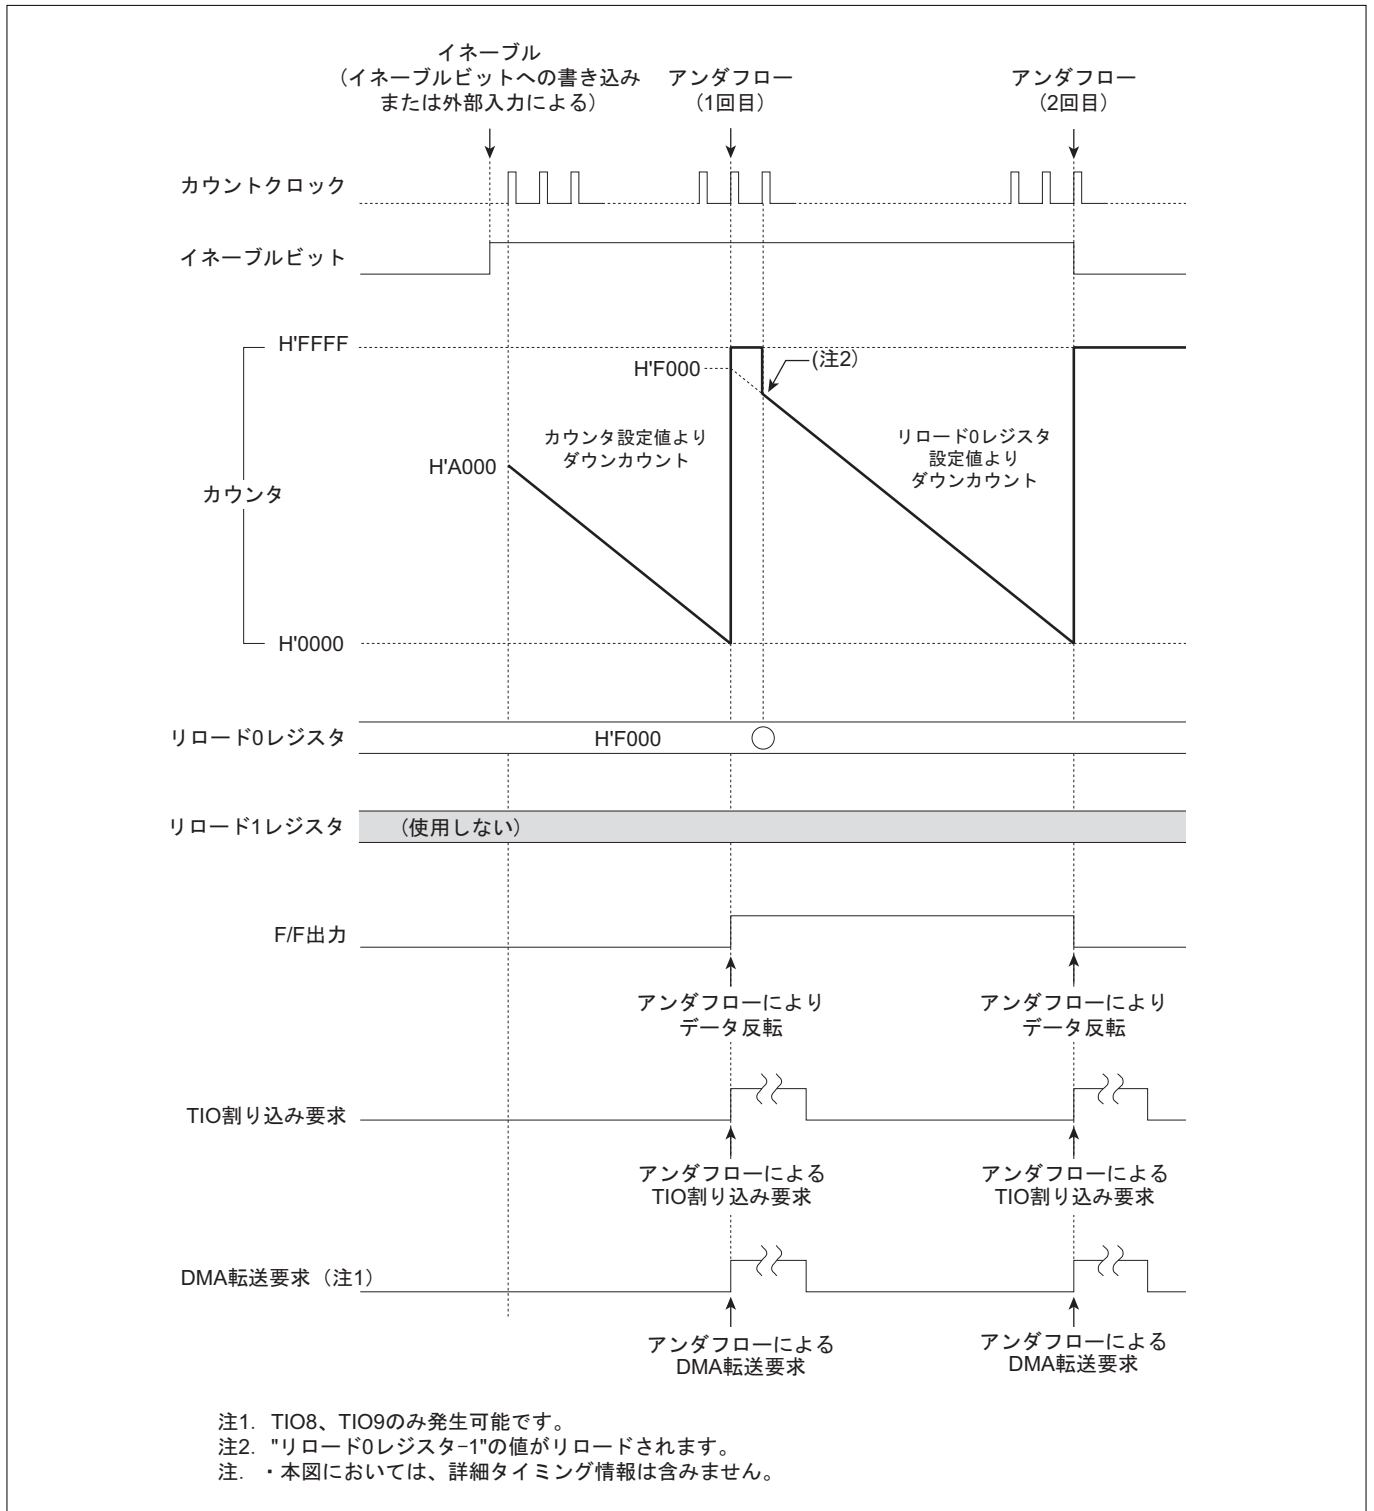 イネーブル
（イネーブルビットへの書き込み
または外部入力による）
アンダフロー
（1回目）
アンダフロー
（2回目）
カウントクロック
イネーブルビット
H'FFFF
H'F000
(注2)
カウンタ設定値より
ダウンカウント
リロード0レジスタ
設定値より
ダウンカウント
H'A000
カウンタ
H'0000
リロード0レジスタ
H'F000
リロード1レジスタ
（使用しない）
F/F出力
アンダフローにより
データ反転
アンダフローにより
データ反転
TIO割り込み要求
アンダフローによる
TIO割り込み要求
アンダフローによる
TIO割り込み要求
DMA転送要求（注1）
アンダフローによる
DMA転送要求
アンダフローによる
DMA転送要求
注1. TIO8、TIO9のみ発生可能です。
注2. "リロード0レジスタ−1"の値がリロードされます。
注. ・本図においては、詳細タイミング情報は含みません。